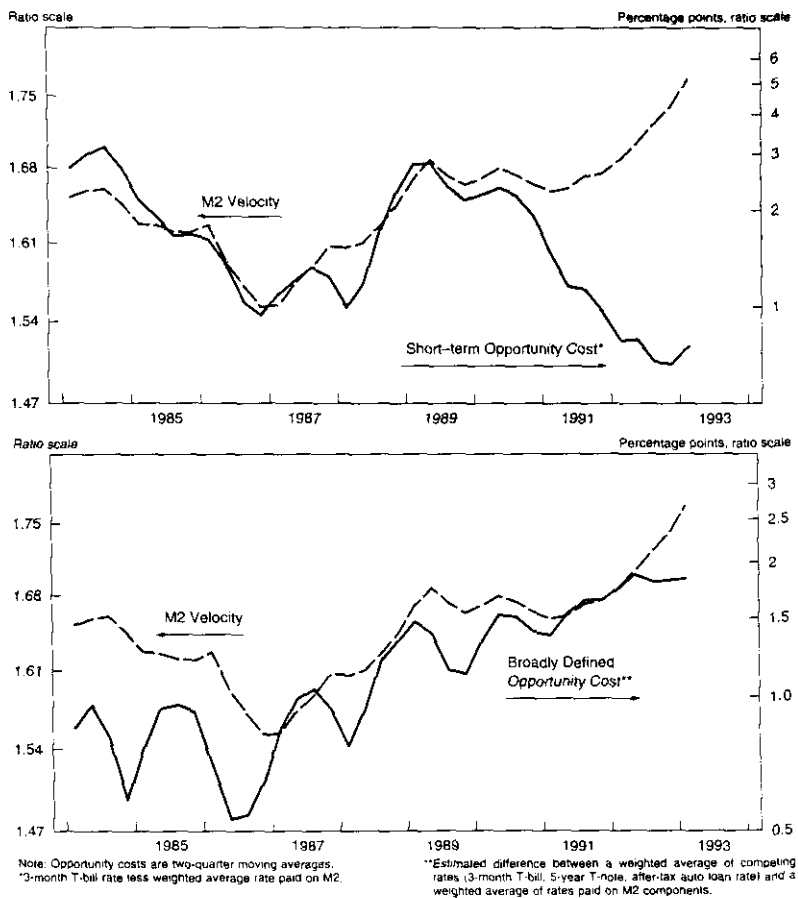 Ratio scale
Percentage points, ratio scale
1.75
1.68
1.61
1.54
1.47
6
5
4
3
2
1
M2 Velocity
Short-term Opportunity Cost*
1985
1987
1989
1991
1993
Ratio scale
Percentage points, ratio scale
1.75
1.68
1.61
1.54
1.47
3
2.5
2
1.5
1.0
0.5
M2 Velocity
Broadly Defined
Opportunity Cost**
1985
1987
1989
1991
1993
Note: Opportunity costs are two-quarter moving averages.
*3-month T-bill rate less weighted average rate paid on M2.
**Estimated difference between a weighted average of competing
rates (3-month T-bill, 5-year T-note, after-tax auto loan rate) and a
weighted average of rates paid on M2 components.